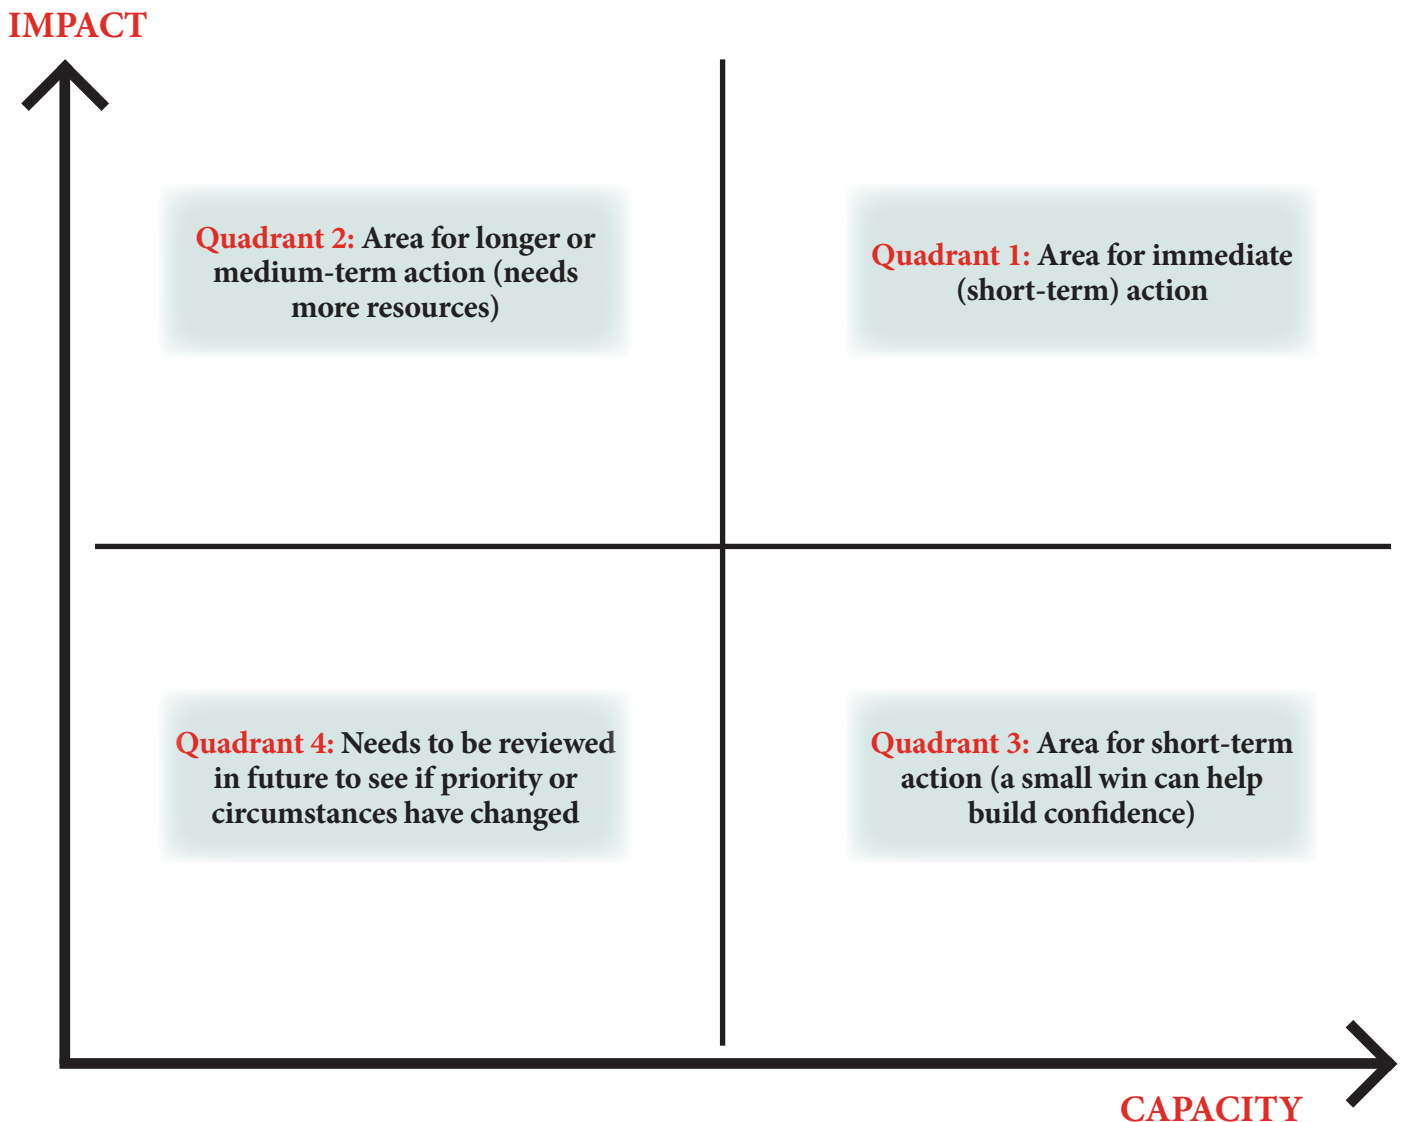 IMPACT
Quadrant 2: Area for longer or
medium-term action (needs
more resources)
Quadrant 1: Area for immediate
(short-term) action
Quadrant 4: Needs to be reviewed
in future to see if priority or
circumstances have changed
Quadrant 3: Area for short-term
action (a small win can help
build confidence)
CAPACITY